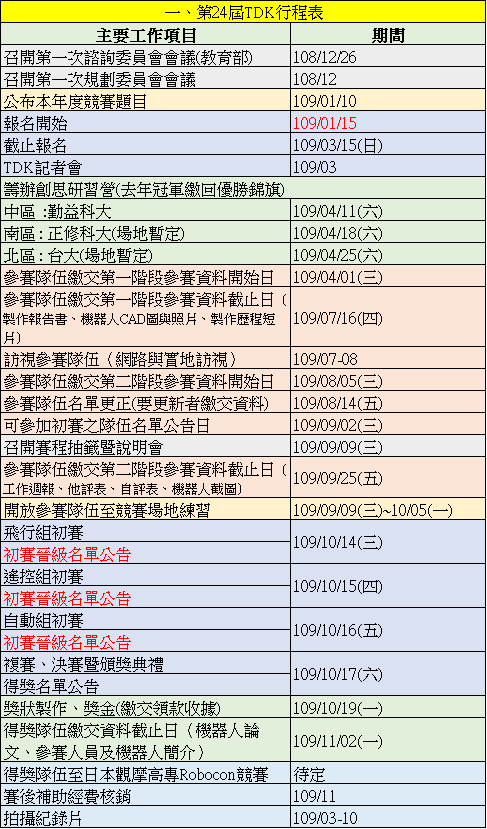 一、第24屆TDK行程表
主要工作項目 期間
召開第一次諮詢委員會會議(教育部) 108/12/26
召開第一次規劃委員會會議 108/12
公布本年度競賽題目 109/01/10
報名開始 109/01/15
截止報名 109/03/15(日)
TDK記者會 109/03
籌辦創思研習營(去年冠軍繳回優勝錦旗)
中區 :勤益科大 109/04/11(六)
南區 : 正修科大(場地暫定) 109/04/18(六)
北區 : 台大(場地暫定) 109/04/25(六)
參賽隊伍繳交第一階段參賽資料開始日 109/04/01(三)
參賽隊伍繳交第一階段參賽資料截止日〔
製作報告書、機器人CAD圖與照片、製作歷程短 109/07/16(四)
片〕
訪視參賽隊伍（網路與實地訪視） 109/07-08
參賽隊伍繳交第二階段參賽資料開始日 109/08/05(三)
參賽隊伍名單更正(要更新者繳交資料) 109/08/14(五)
可參加初賽之隊伍名單公告日 109/09/02(三)
召開賽程抽籤暨說明會 109/09/09(三)
參賽隊伍繳交第二階段參賽資料截止日〔
工作週報、他評表、自評表、機器人截圖〕 109/09/25(五)
開放參賽隊伍至競賽場地練習 109/09/09(三)~10/05(一)
飛行組初賽 109/10/14(三)
初賽晉級名單公告
遙控組初賽 109/10/15(四)
初賽晉級名單公告
自動組初賽 109/10/16(五)
初賽晉級名單公告
複賽、決賽暨頒獎典禮 109/10/17(六)
得獎名單公告
獎狀製作、獎金(繳交領款收據) 109/10/19(一)
得獎隊伍繳交資料截止日（機器人論 109/11/02(一)
文、參賽人員及機器人簡介）
得獎隊伍至日本觀摩高專Robocon競賽 待定
賽後補助經費核銷 109/11
拍攝紀錄片 109/03-10